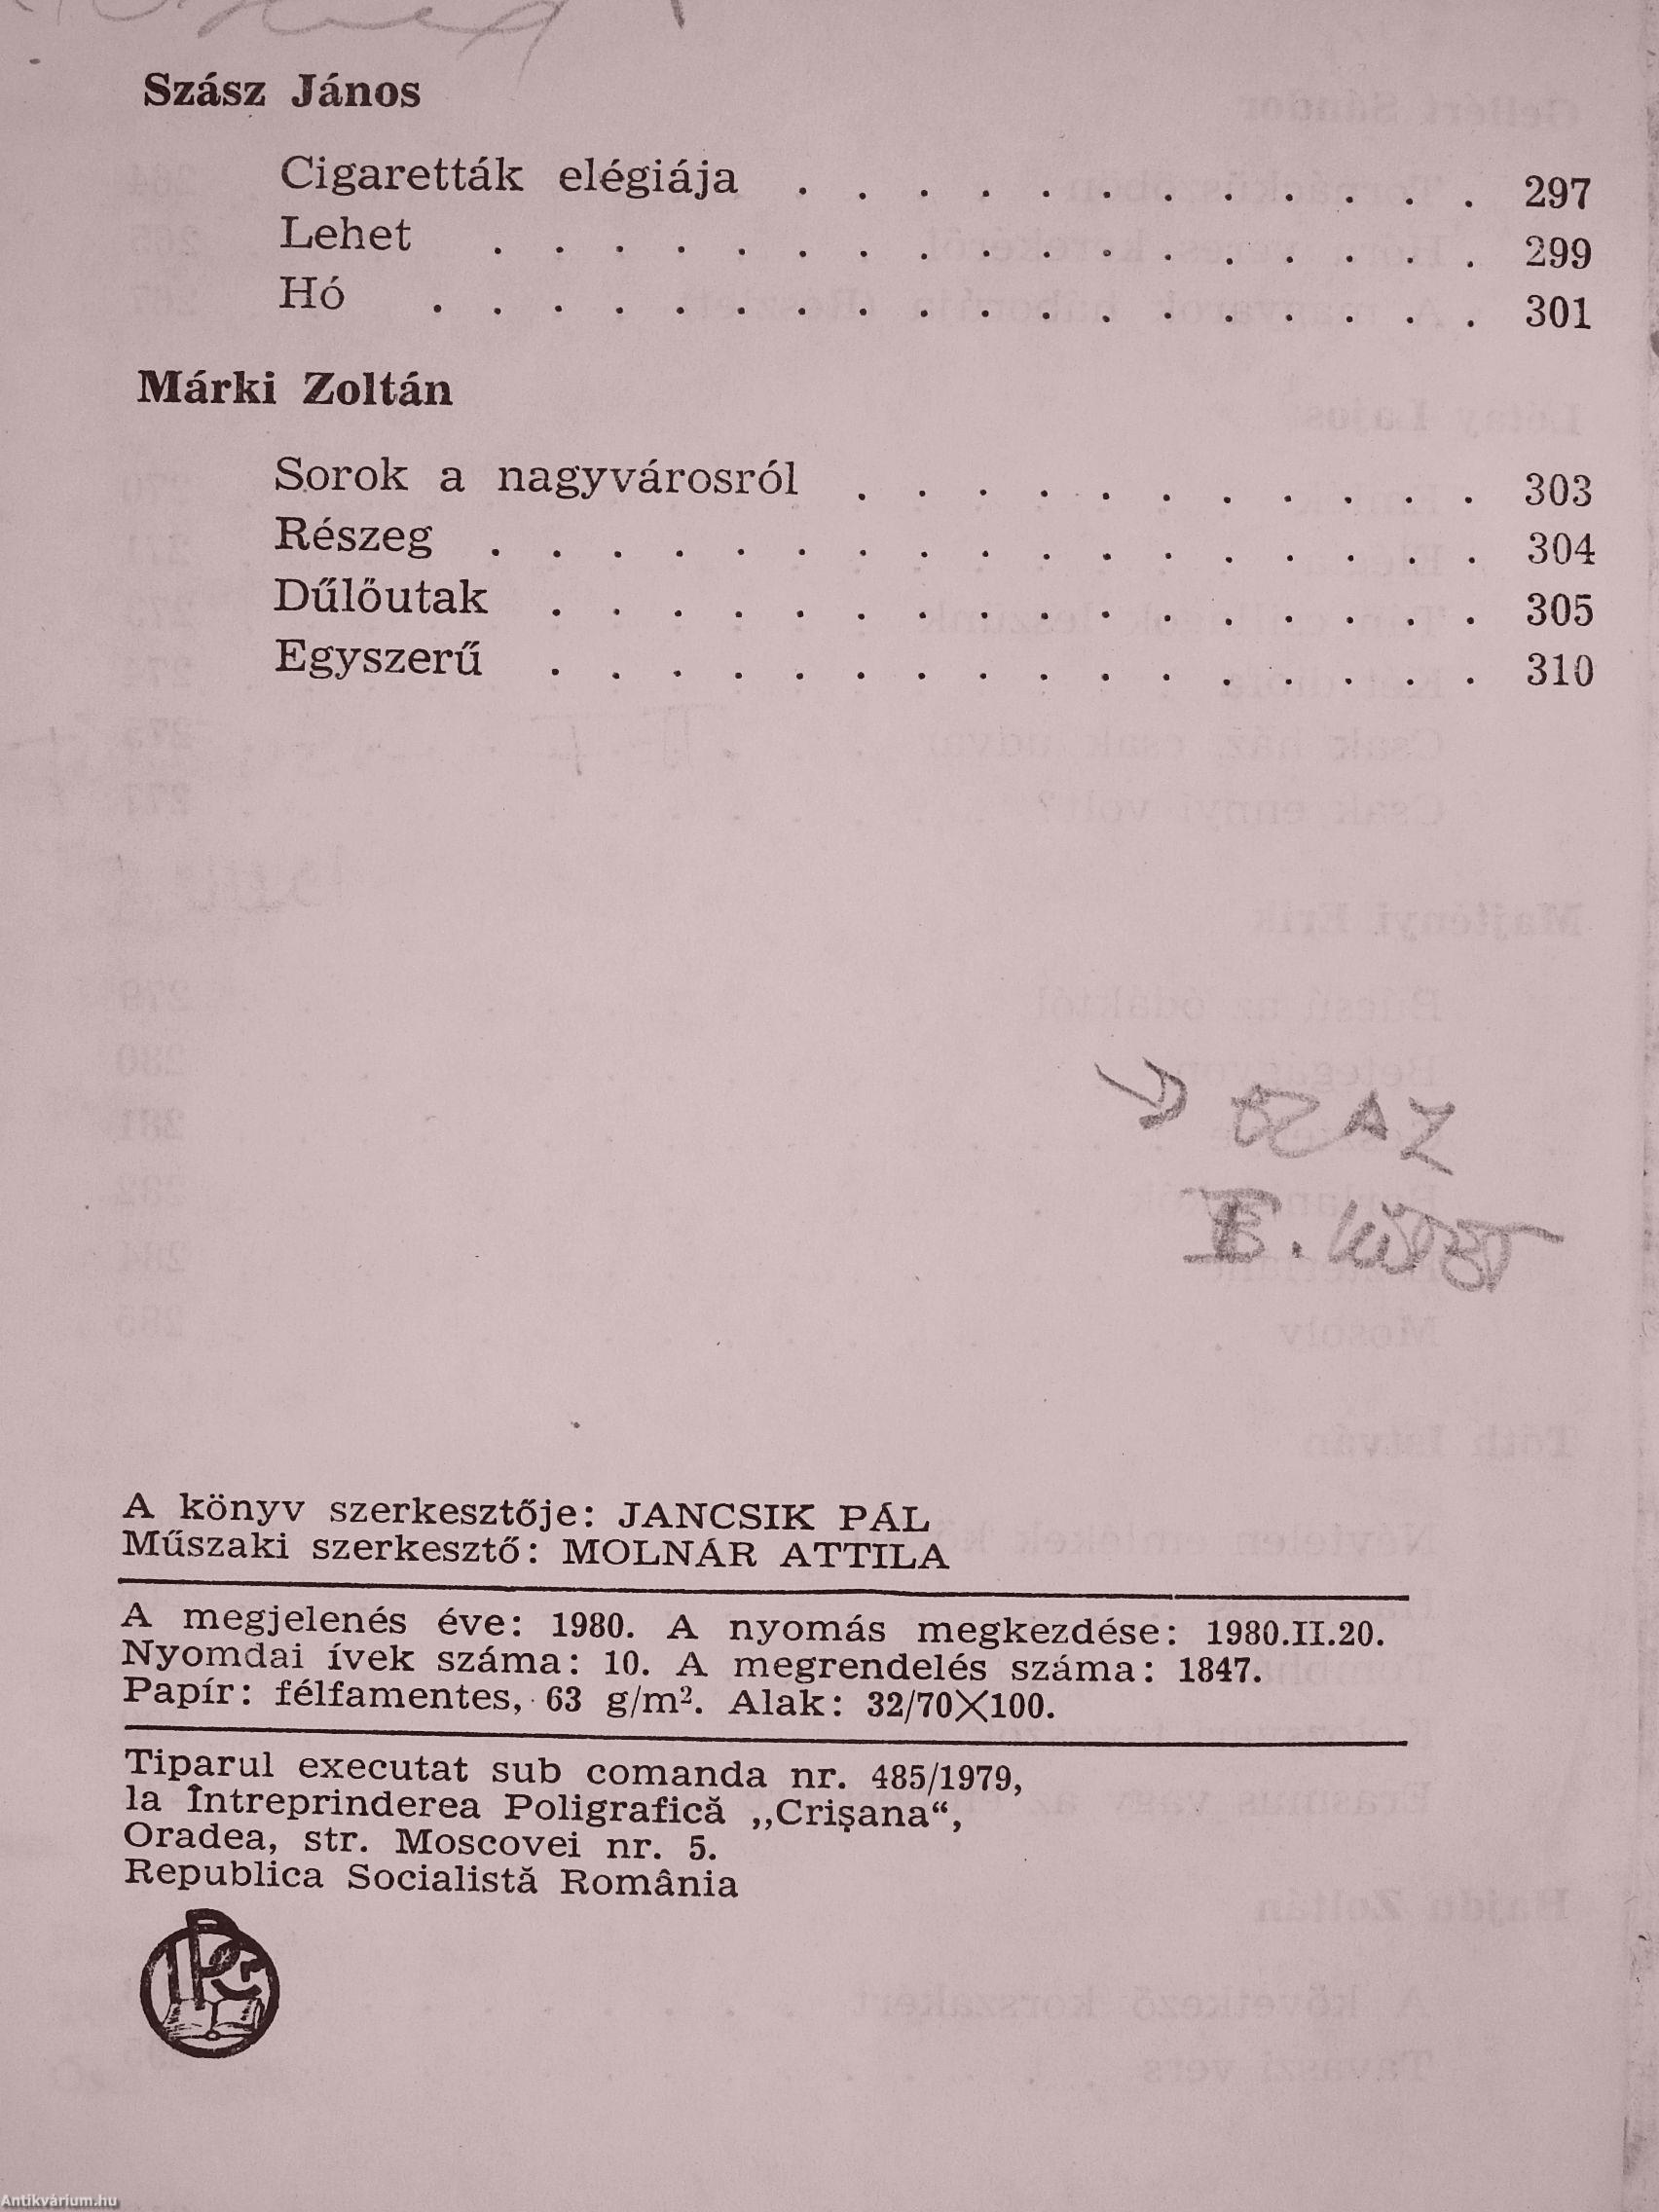 Szász János
Cigaretták elégiája . . . . . . . . . . . . 297
Lehet . . . . . . . . . . . . . . . . . 299
Hó . . . . . . . . . . . . . . . . . . 301
Márki Zoltán
Sorok a nagyvárosról . . . . . . . . . . . 303
Részeg . . . . . . . . . . . . . . . . . 304
Dűlőutak . . . . . . . . . . . . . . . . 305
Egyszerű . . . . . . . . . . . . . . . . 310
A könyv szerkesztője: JANCSIK PÁL
Műszaki szerkesztő: MOLNÁR ATTILA
A megjelenés éve: 1980. A nyomás megkezdése: 1980.II.20.
Nyomdai ívek száma: 10. A megrendelés száma: 1847.
Papír: félfamentes, 63 g/m². Alak: 32/70×100.
Tiparul executat sub comanda nr. 485/1979,
la Întreprinderea Poligrafică „Crişana“,
Oradea, str. Moscovei nr. 5.
Republica Socialistă România
Antikvárium.hu